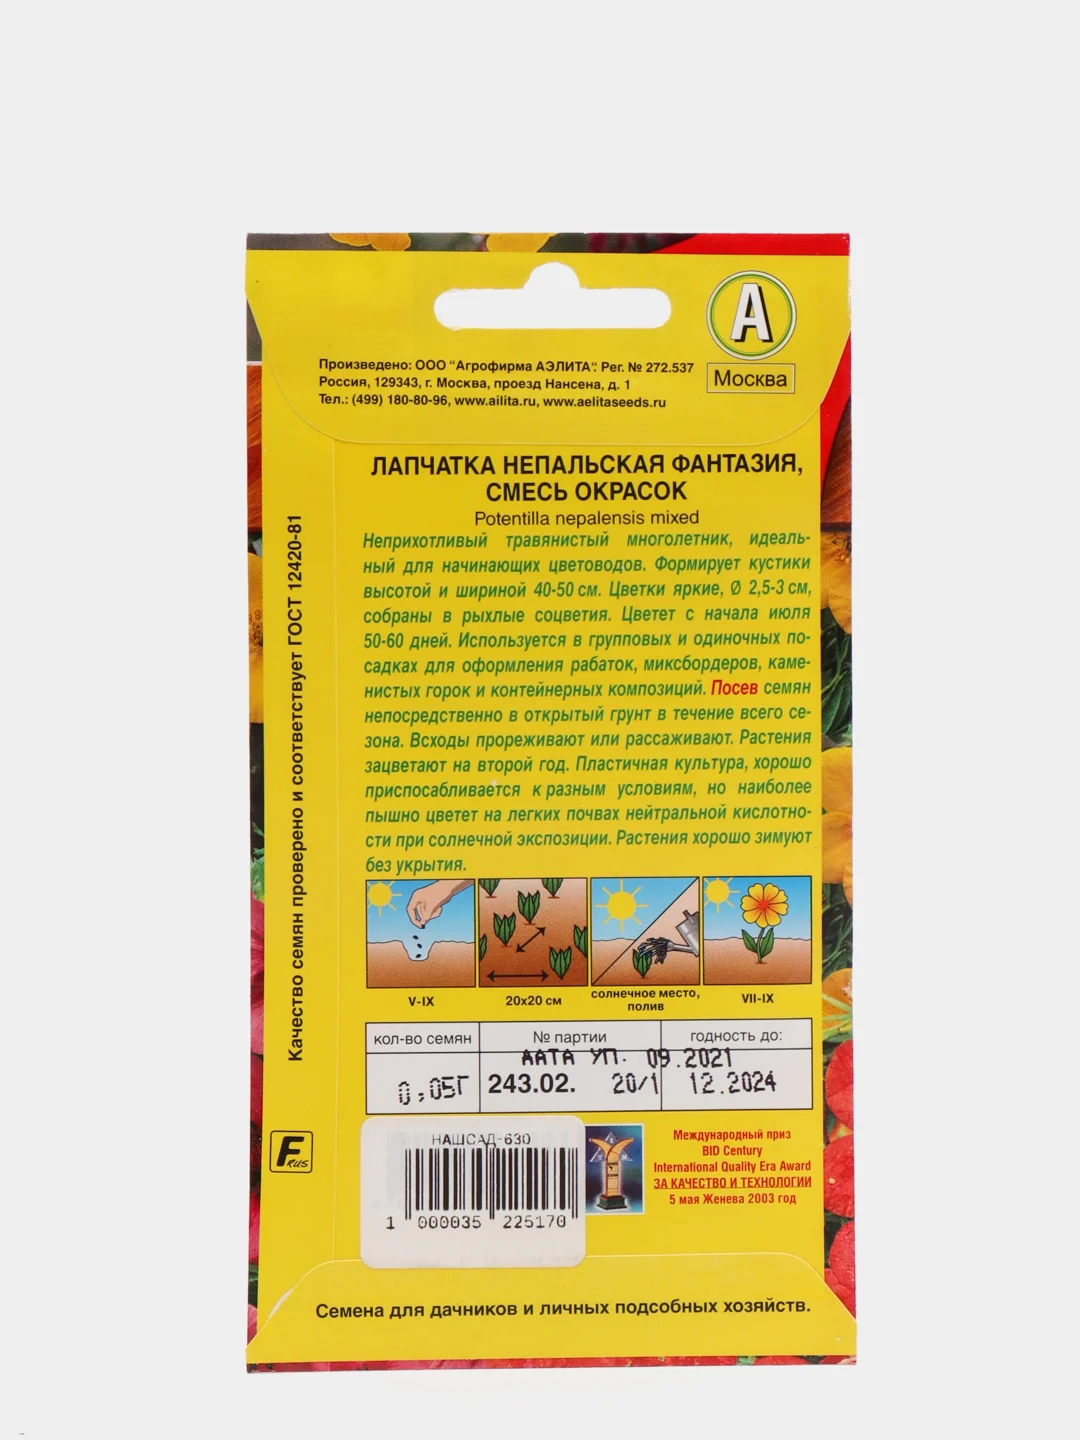 А
Москва
Произведено: ООО "Агрофирма АЭЛИТА". Рег. № 272.537
Россия, 129343, г. Москва, проезд Нансена, д. 1
Тел.: (499) 180-80-96, www.ailita.ru, www.aelitaseeds.ru
ЛАПЧАТКА НЕПАЛЬСКАЯ ФАНТАЗИЯ,
СМЕСЬ ОКРАСОК
Potentilla nepalensis mixed
Неприхотливый травянистый многолетник, идеаль-
ный для начинающих цветоводов. Формирует кустики
высотой и шириной 40-50 см. Цветки яркие, Ø 2,5-3 см,
собраны в рыхлые соцветия. Цветет с начала июля
50-60 дней. Используется в групповых и одиночных по-
садках для оформления рабаток, миксбордеров, каме-
нистых горок и контейнерных композиций. Посев семян
непосредственно в открытый грунт в течение всего се-
зона. Всходы прореживают или рассаживают. Растения
зацветают на второй год. Пластичная культура, хорошо
приспосабливается к разным условиям, но наиболее
пышно цветет на легких почвах нейтральной кислотно-
сти при солнечной экспозиции. Растения хорошо зимуют
без укрытия.
V-IX
20х20 см
солнечное место,
полив
VII-IX
кол-во семян
№ партии
годность до:
ДАТА УП. 09.2021
0,05Г
243.02.
20/1
12.2024
НАШСАД-630
1 000035 225170
Международный приз
BID Century
International Quality Era Award
ЗА КАЧЕСТВО И ТЕХНОЛОГИИ
5 мая Женева 2003 год
F RUS
Качество семян проверено и соответствует ГОСТ 12420-81
Семена для дачников и личных подсобных хозяйств.